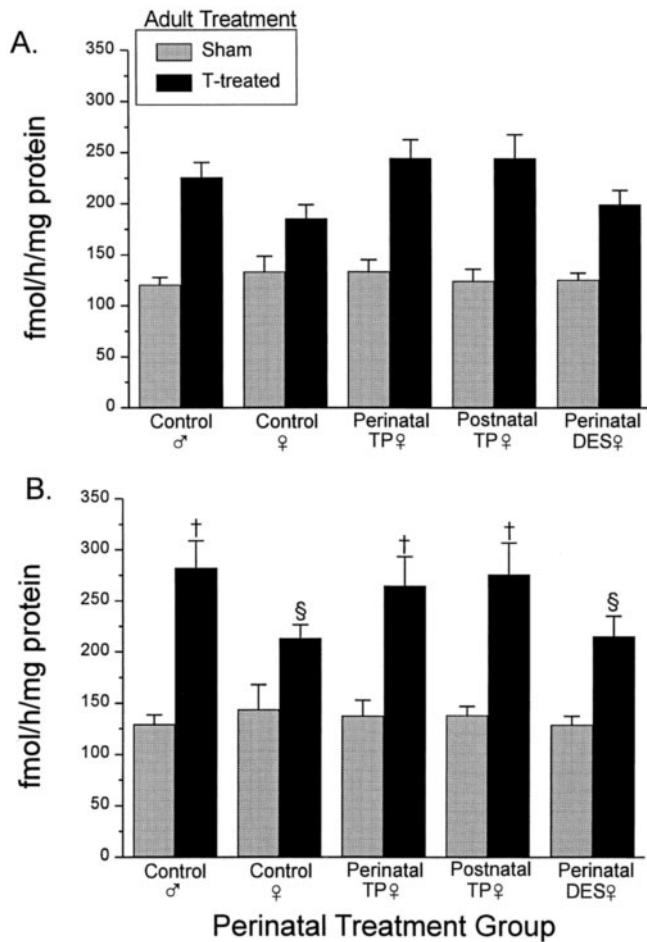 Adult Treatment
Sham
T-treated
A.
350
300
250
200
150
100
50
0
fmol/h/mg protein
Control Control Perinatal Postnatal Perinatal
♂ ♀ TP♀ TP♀ DES♀
B.
350
300
250
200
150
100
50
0
fmol/h/mg protein
† § † † §
Control Control Perinatal Postnatal Perinatal
♂ ♀ TP♀ TP♀ DES♀
Perinatal Treatment Group